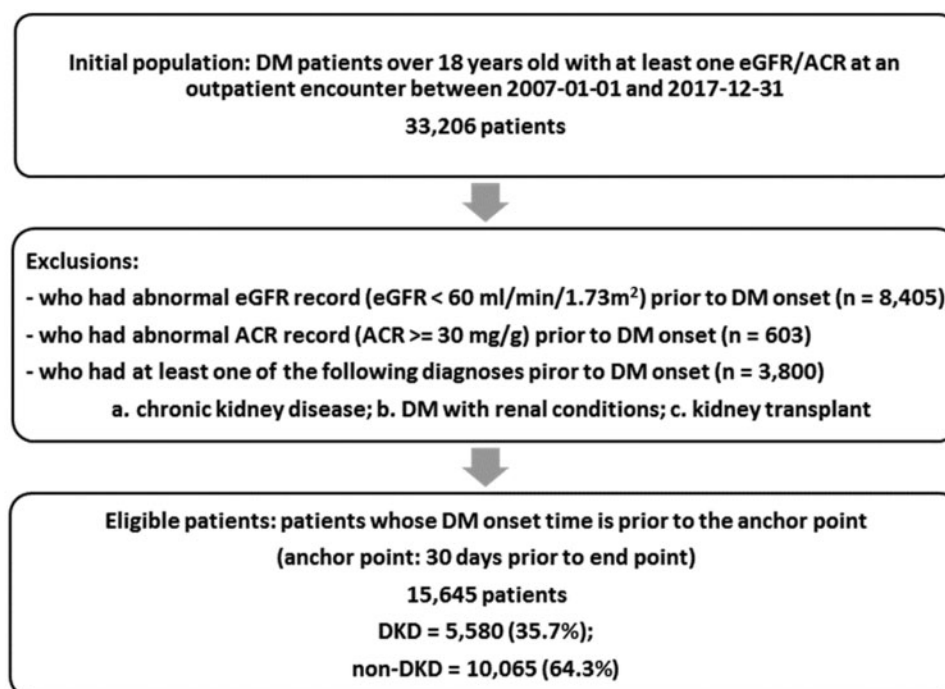 Initial population: DM patients over 18 years old with at least one eGFR/ACR at an
outpatient encounter between 2007-01-01 and 2017-12-31
33,206 patients
Exclusions:
- who had abnormal eGFR record (eGFR < 60 ml/min/1.73m²) prior to DM onset (n = 8,405)
- who had abnormal ACR record (ACR >= 30 mg/g) prior to DM onset (n = 603)
- who had at least one of the following diagnoses piror to DM onset (n = 3,800)
a. chronic kidney disease; b. DM with renal conditions; c. kidney transplant
Eligible patients: patients whose DM onset time is prior to the anchor point
(anchor point: 30 days prior to end point)
15,645 patients
DKD = 5,580 (35.7%);
non-DKD = 10,065 (64.3%)